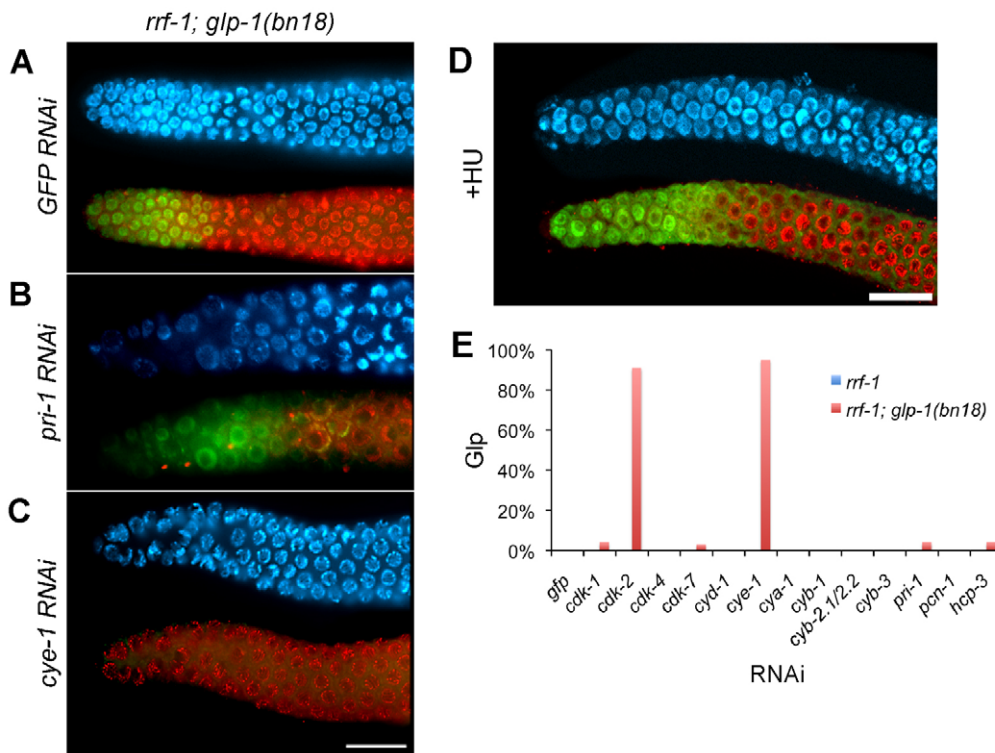 rrf-1; glp-1(bn18)
A
GFP RNAi
B
pri-1 RNAi
C
cye-1 RNAi
D
+HU
E
100%
80%
60%
40%
20%
0%
Glp
rrf-1
rrf-1; glp-1(bn18)
gfp
cdk-1
cdk-2
cdk-4
cdk-7
cyd-1
cye-1
cya-1
cyb-1
cyb-2.1/2.2
cyb-3
pri-1
pcn-1
hcp-3
RNAi